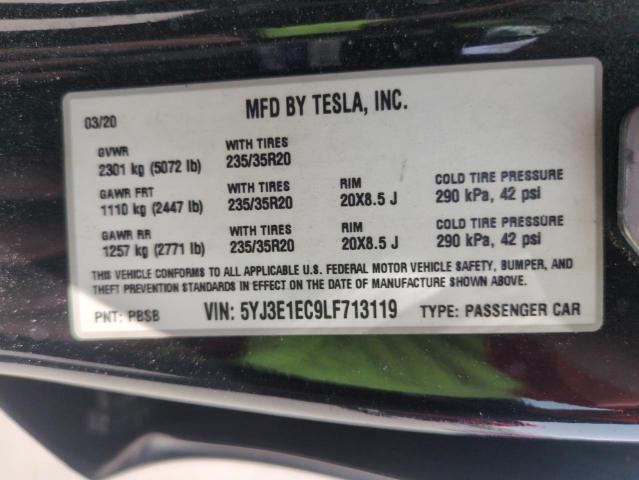 03/20 MFD BY TESLA, INC.
GVWR WITH TIRES
2301 kg (5072 lb) 235/35R20
GAWR FRT WITH TIRES RIM COLD TIRE PRESSURE
1110 kg (2447 lb) 235/35R20 20X8.5 J 290 kPa, 42 psi
GAWR RR WITH TIRES RIM COLD TIRE PRESSURE
1257 kg (2771 lb) 235/35R20 20X8.5 J 290 kPa, 42 psi
THIS VEHICLE CONFORMS TO ALL APPLICABLE U.S. FEDERAL MOTOR VEHICLE SAFETY, BUMPER, AND
THEFT PREVENTION STANDARDS IN EFFECT ON THE DATE OF MANUFACTURE SHOWN ABOVE.
PNT: PBSB VIN: 5YJ3E1EC9LF713119 TYPE: PASSENGER CAR